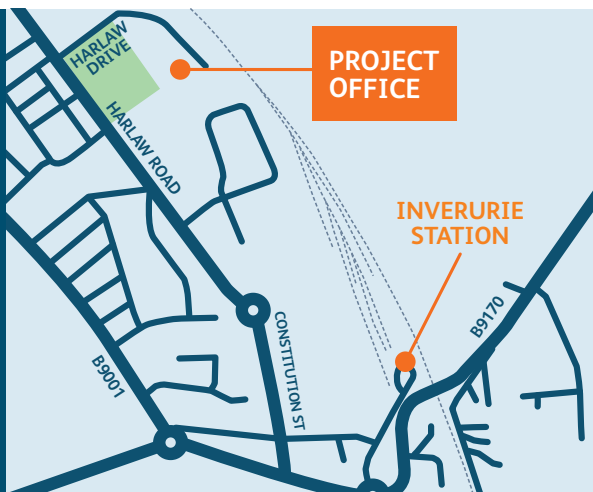 HARLAW
DRIVE
PROJECT
OFFICE
HARLAW ROAD
INVERURIE
STATION
B9170
CONSTITUTION ST
B9001